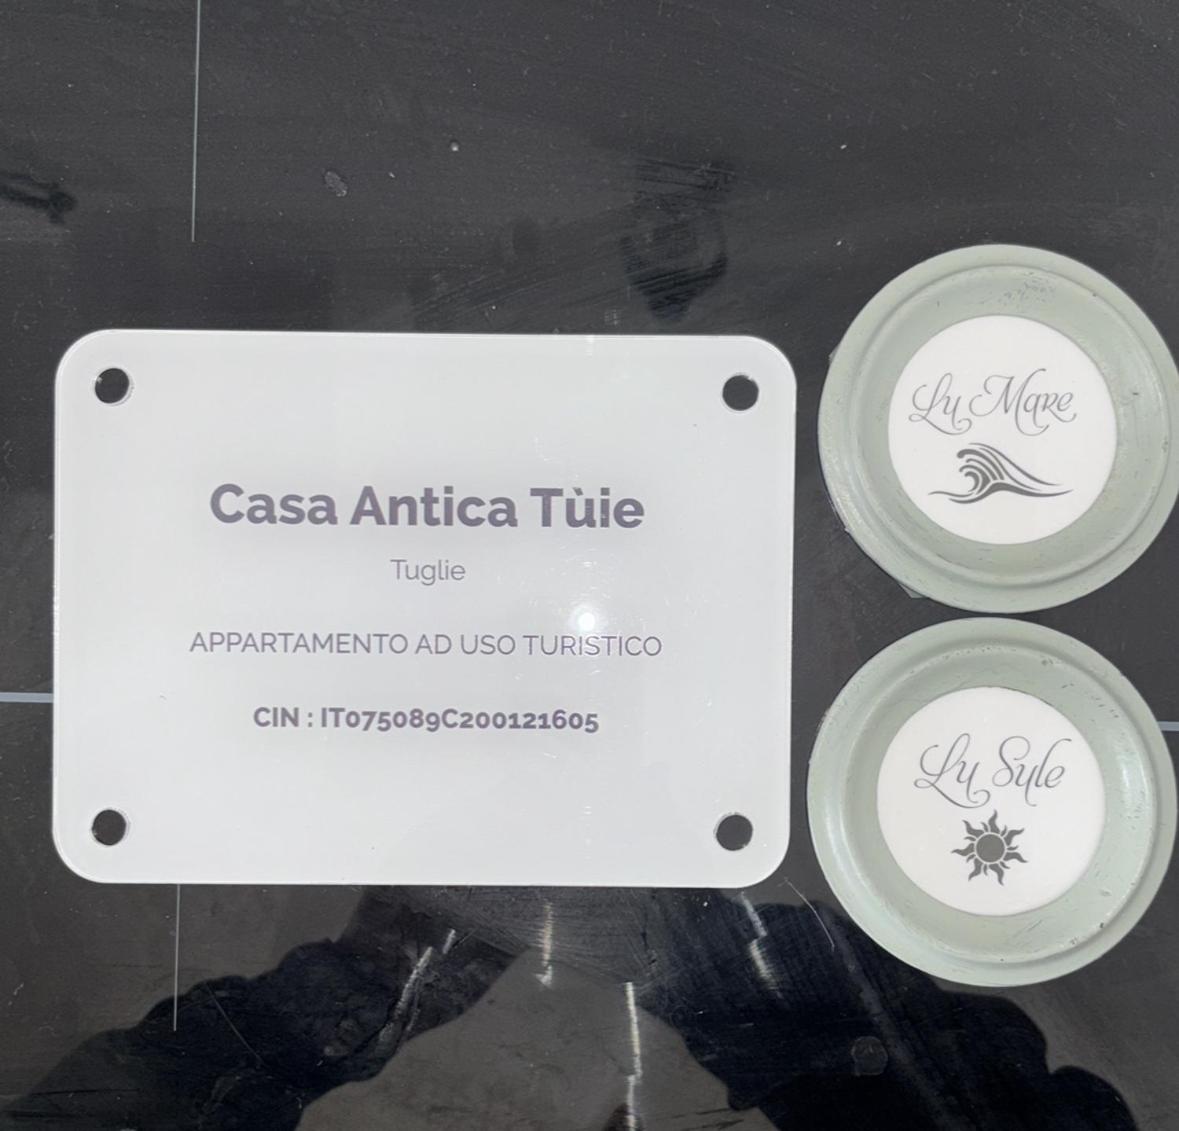 Casa Antica Tùie
Tuglie
APPARTAMENTO AD USO TURISTICO
CIN : IT075089C200121605
Lu Mare
Lu Sule